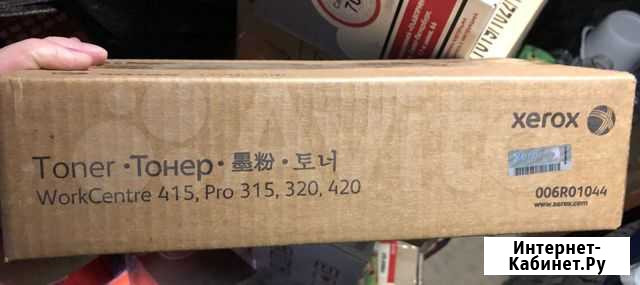 xerox
Toner · Тонер · 墨粉 · 토너
WorkCentre 415, Pro 315, 320, 420
006R01044
www.xerox.com
Интернет-
Кабинет.Ру